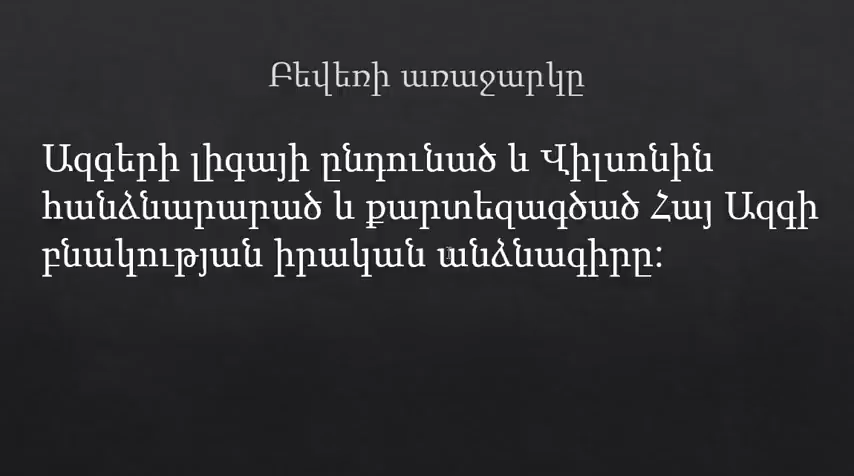 Բեվեռի առաջարկը
Ազգերի լիգայի ընդունած և Վիլսոնին
հանձնարարած և քարտեզագծած Հայ Ազգի
բնակության իրական անձնագիրը: